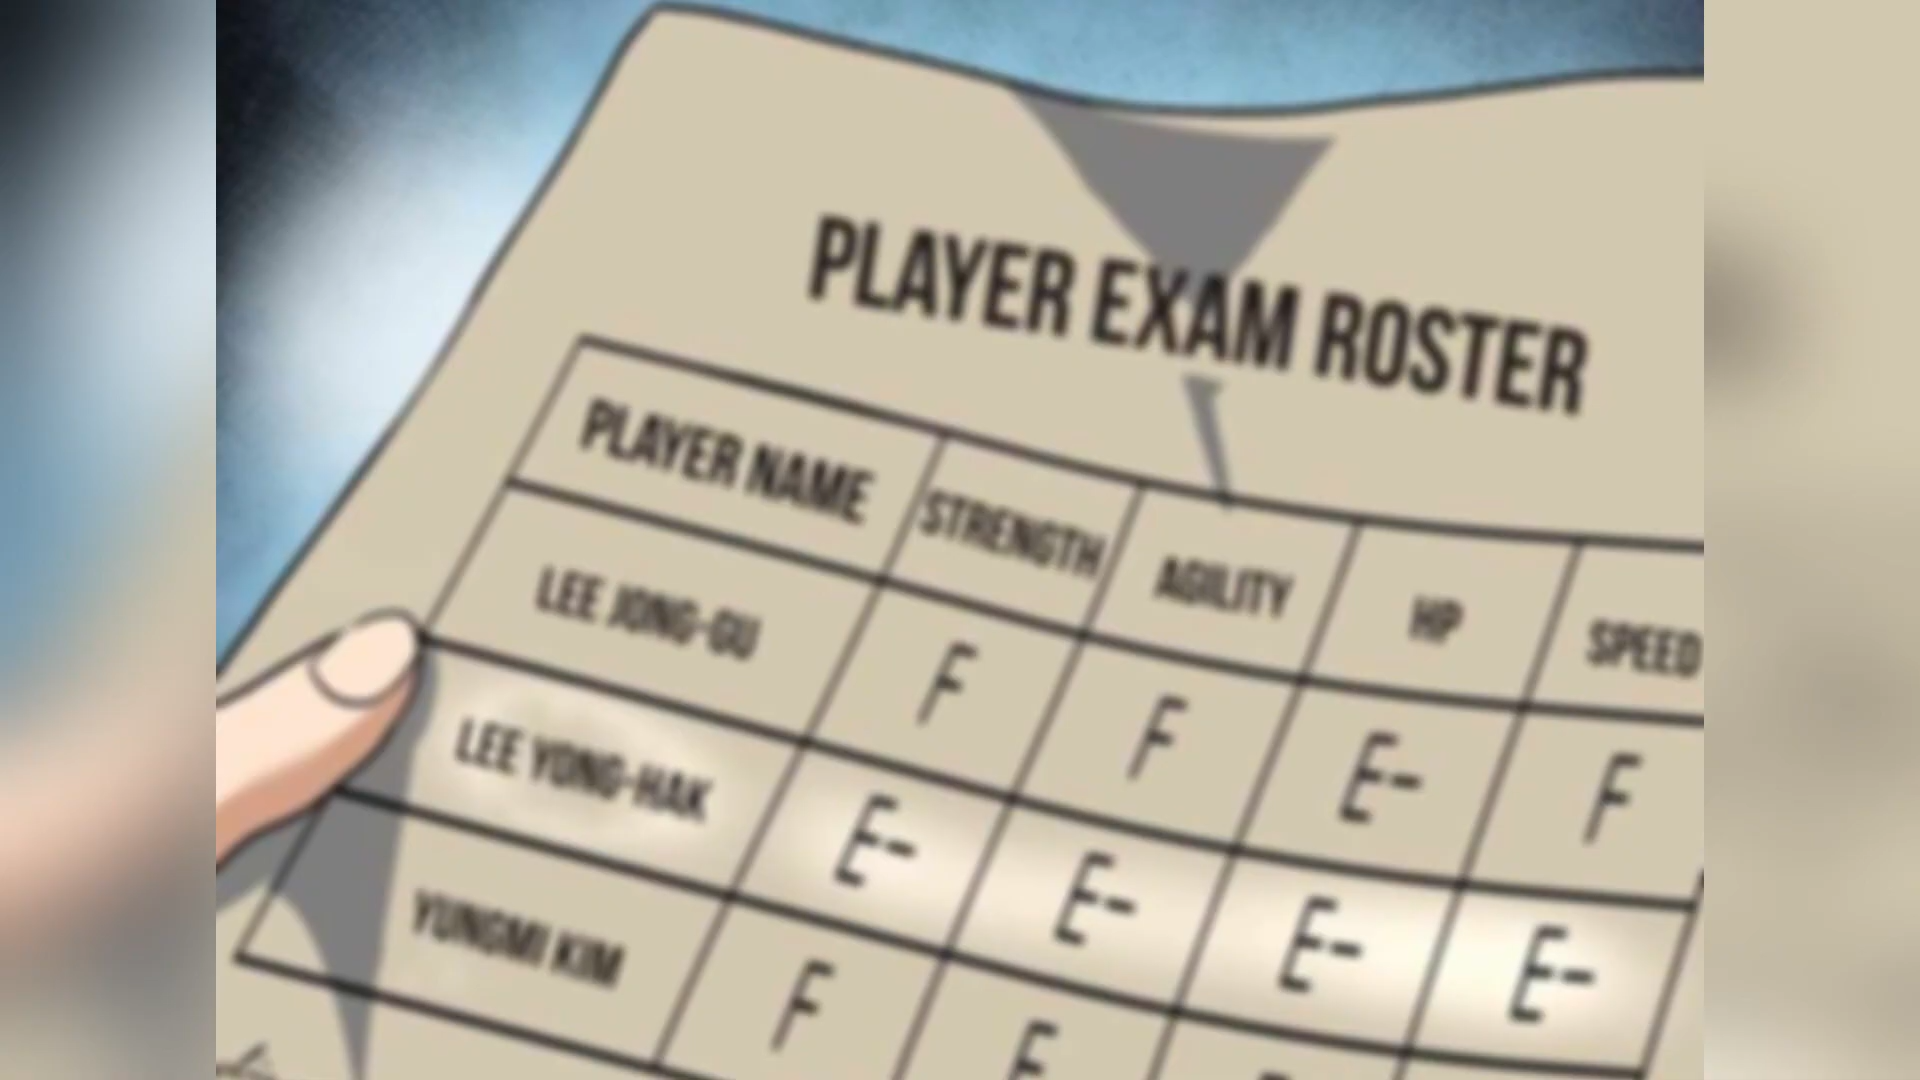 PLAYER EXAM ROSTER
PLAYER NAME STRENGTH AGILITY HP SPEED
LEE JONG-GU F F E- F
LEE YONG-HAK E- E- E- E-
YUNGMI KIM F